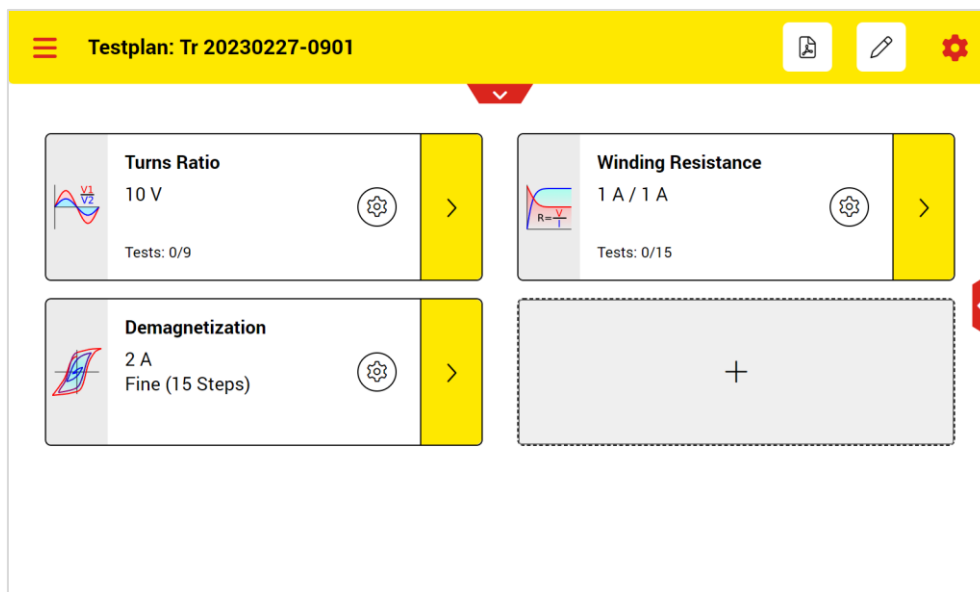 Testplan: Tr 20230227-0901
Turns Ratio
10 V
V1
V2
Tests: 0/9
Winding Resistance
1 A / 1 A
R=V
I
Tests: 0/15
Demagnetization
2 A
Fine (15 Steps)